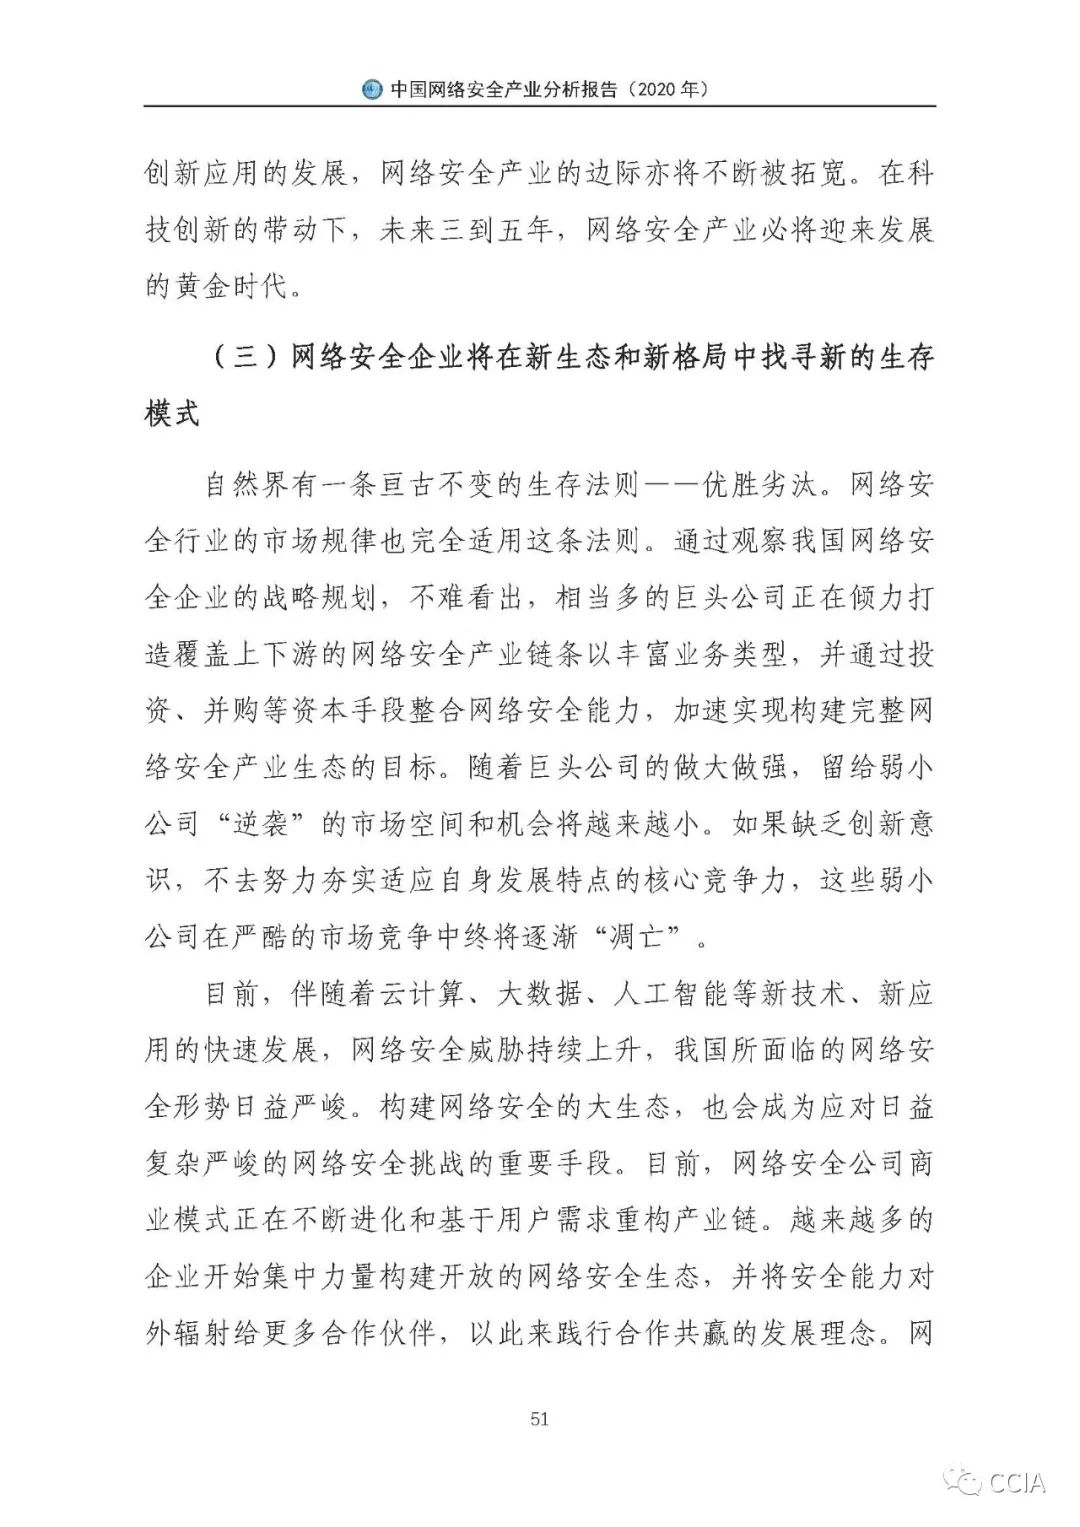 中国网络安全产业分析报告（2020 年）
创新应用的发展，网络安全产业的边际亦将不断被拓宽。在科
技创新的带动下，未来三到五年，网络安全产业必将迎来发展
的黄金时代。
（三）网络安全企业将在新生态和新格局中找寻新的生存
模式
自然界有一条亘古不变的生存法则——优胜劣汰。网络安
全行业的市场规律也完全适用这条法则。通过观察我国网络安
全企业的战略规划，不难看出，相当多的巨头公司正在倾力打
造覆盖上下游的网络安全产业链条以丰富业务类型，并通过投
资、并购等资本手段整合网络安全能力，加速实现构建完整网
络安全产业生态的目标。随着巨头公司的做大做强，留给弱小
公司“逆袭”的市场空间和机会将越来越小。如果缺乏创新意
识，不去努力夯实适应自身发展特点的核心竞争力，这些弱小
公司在严酷的市场竞争中终将逐渐“凋亡”。
目前，伴随着云计算、大数据、人工智能等新技术、新应
用的快速发展，网络安全威胁持续上升，我国所面临的网络安
全形势日益严峻。构建网络安全的大生态，也会成为应对日益
复杂严峻的网络安全挑战的重要手段。目前，网络安全公司商
业模式正在不断进化和基于用户需求重构产业链。越来越多的
企业开始集中力量构建开放的网络安全生态，并将安全能力对
外辐射给更多合作伙伴，以此来践行合作共赢的发展理念。网
51
CCIA